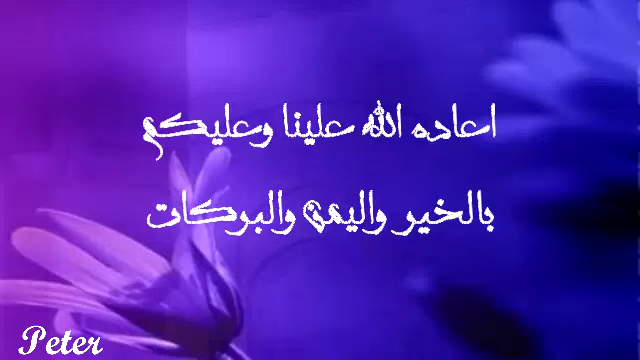 اعاده الله علينا وعليكم
بالخير واليمن والبركات
Peter